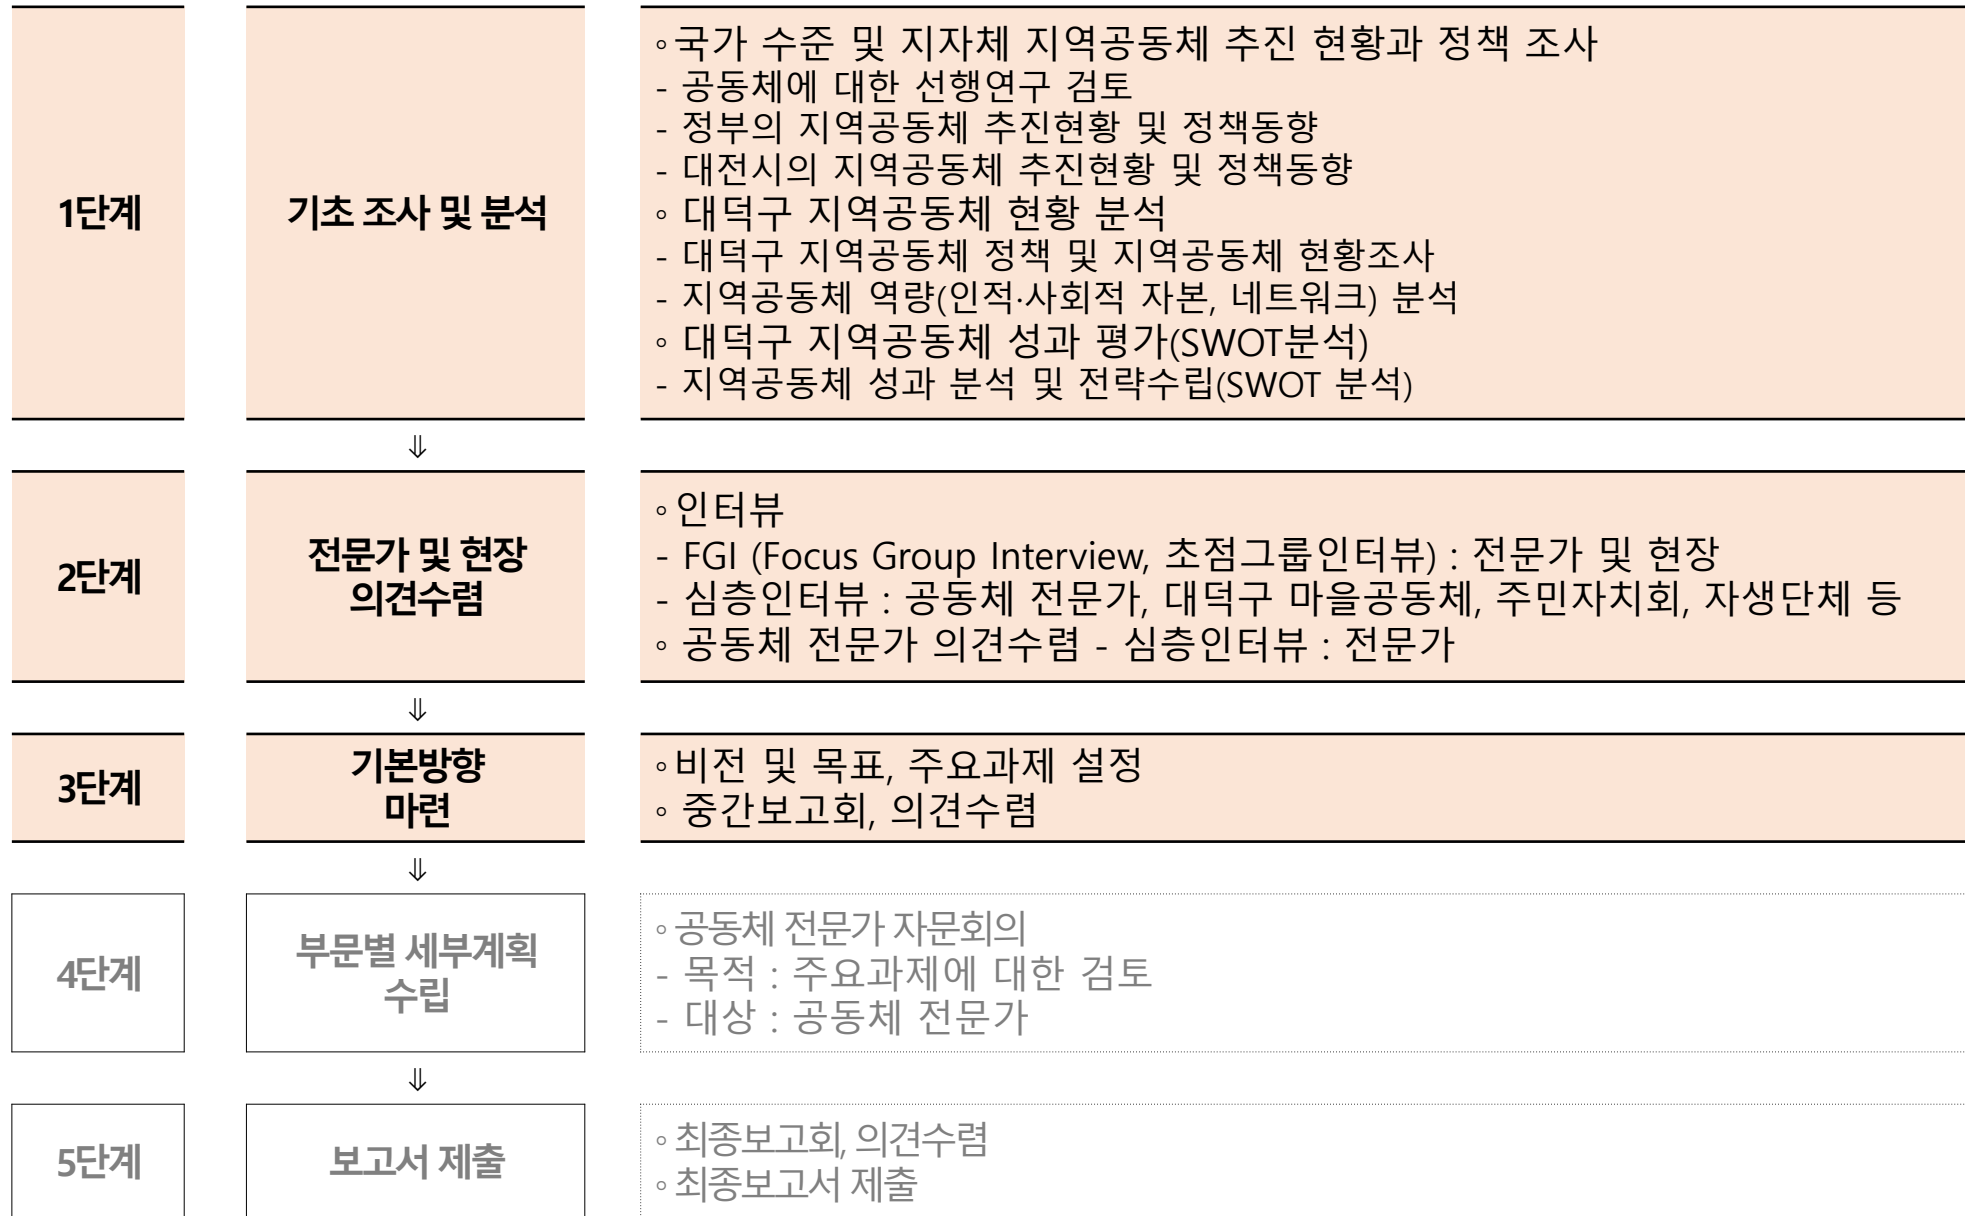 1단계
기초 조사 및 분석
◦국가 수준 및 지자체 지역공동체 추진 현황과 정책 조사
- 공동체에 대한 선행연구 검토
- 정부의 지역공동체 추진현황 및 정책동향
- 대전시의 지역공동체 추진현황 및 정책동향
◦ 대덕구 지역공동체 현황 분석
- 대덕구 지역공동체 정책 및 지역공동체 현황조사
- 지역공동체 역량(인적·사회적 자본, 네트워크) 분석
◦ 대덕구 지역공동체 성과 평가(SWOT분석)
- 지역공동체 성과 분석 및 전략수립(SWOT 분석)
⇓
2단계
전문가 및 현장
의견수렴
◦인터뷰
- FGI (Focus Group Interview, 초점그룹인터뷰) : 전문가 및 현장
- 심층인터뷰 : 공동체 전문가, 대덕구 마을공동체, 주민자치회, 자생단체 등
◦ 공동체 전문가 의견수렴 - 심층인터뷰 : 전문가
⇓
3단계
기본방향
마련
◦비전 및 목표, 주요과제 설정
◦ 중간보고회, 의견수렴
⇓
4단계
부문별 세부계획
수립
◦공동체 전문가 자문회의
- 목적 : 주요과제에 대한 검토
- 대상 : 공동체 전문가
⇓
5단계
보고서 제출
◦최종보고회, 의견수렴
◦최종보고서 제출